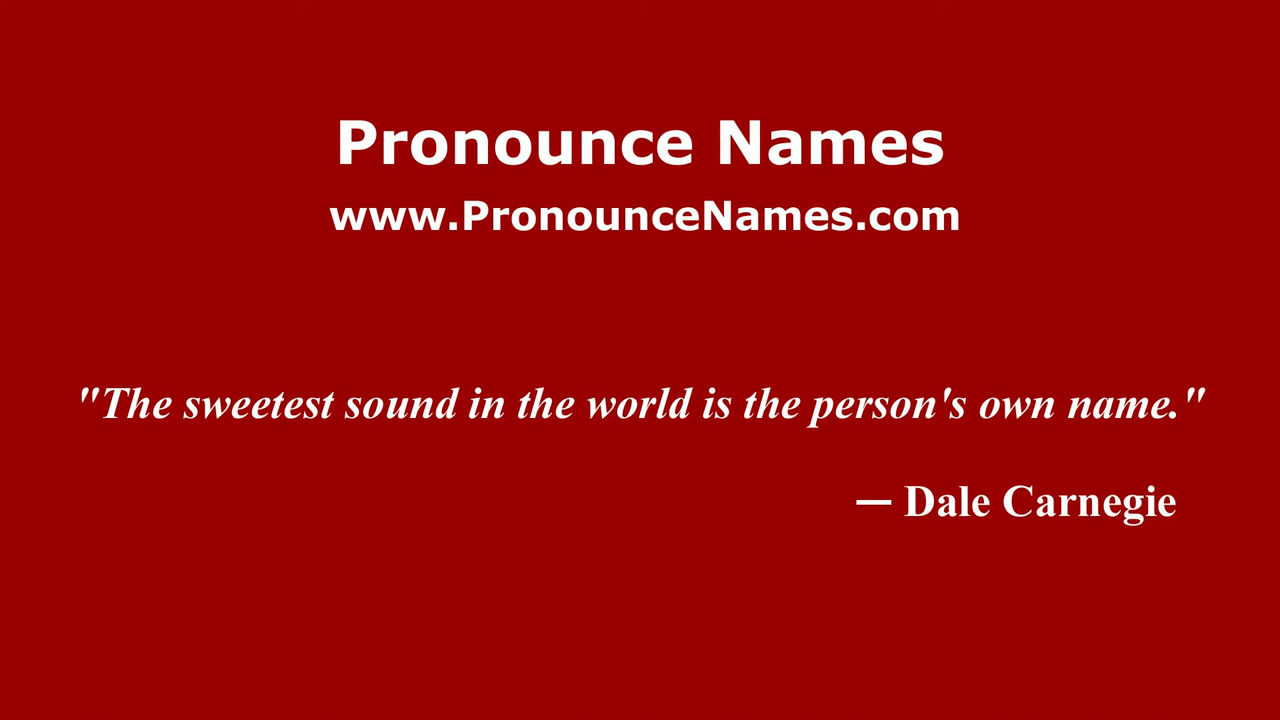 Pronounce Names
www.PronounceNames.com
"The sweetest sound in the world is the person's own name."
— Dale Carnegie